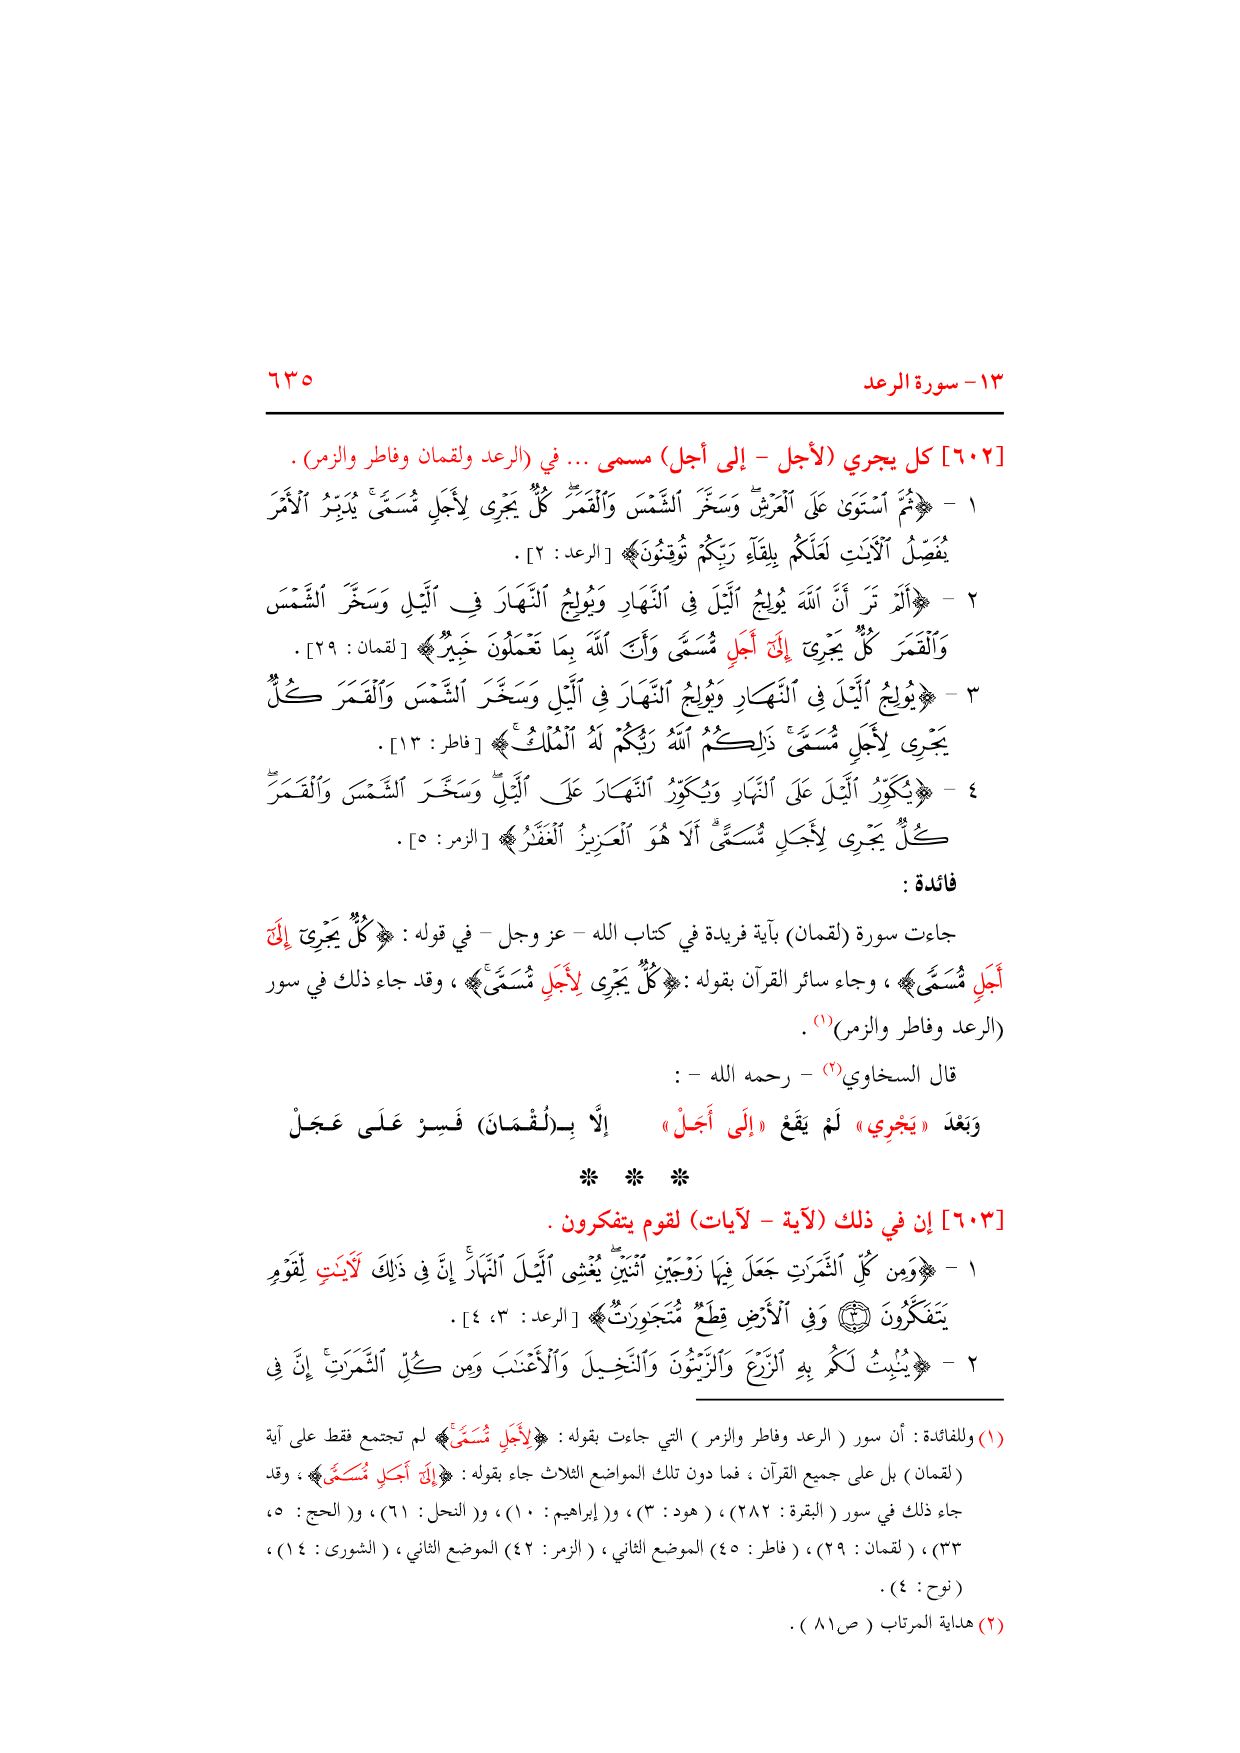 ١٣- سورة الرعد ٦٣٥
[٦٠٢] كل يجري (لأجل – إلى أجل) مسمى ... في (الرعد ولقمان وفاطر والزمر) .
١ – ﴿ثُمَّ ٱسْتَوَىٰ عَلَى ٱلْعَرْشِۖ وَسَخَّرَ ٱلشَّمْسَ وَٱلْقَمَرَۖ كُلٌّ يَجْرِى لِأَجَلٍ مُّسَمًّىۚ يُدَبِّرُ ٱلْأَمْرَ
يُفَصِّلُ ٱلْأَيَٰتِ لَعَلَّكُم بِلِقَآءِ رَبِّكُمْ تُوقِنُونَ﴾ [الرعد: ٢] .
٢ – ﴿أَلَمْ تَرَ أَنَّ ٱللَّهَ يُولِجُ ٱلَّيْلَ فِى ٱلنَّهَارِ وَيُولِجُ ٱلنَّهَارَ فِى ٱلَّيْلِ وَسَخَّرَ ٱلشَّمْسَ
وَٱلْقَمَرَ كُلٌّ يَجْرِىٓ إِلَىٰٓ أَجَلٍ مُّسَمًّى وَأَنَّ ٱللَّهَ بِمَا تَعْمَلُونَ خَبِيرٌ﴾ [لقمان: ٢٩] .
٣ – ﴿يُولِجُ ٱلَّيْلَ فِى ٱلنَّهَارِ وَيُولِجُ ٱلنَّهَارَ فِى ٱلَّيْلِ وَسَخَّرَ ٱلشَّمْسَ وَٱلْقَمَرَ كُلٌّ
يَجْرِى لِأَجَلٍ مُّسَمًّىۚ ذَٰلِكُمُ ٱللَّهُ رَبُّكُمْ لَهُ ٱلْمُلْكُۚ﴾ [فاطر: ١٣] .
٤ – ﴿يُكَوِّرُ ٱلَّيْلَ عَلَى ٱلنَّهَارِ وَيُكَوِّرُ ٱلنَّهَارَ عَلَى ٱلَّيْلِۖ وَسَخَّرَ ٱلشَّمْسَ وَٱلْقَمَرَۖ
كُلٌّ يَجْرِى لِأَجَلٍ مُّسَمًّىۗ أَلَا هُوَ ٱلْعَزِيزُ ٱلْغَفَّٰرُ﴾ [الزمر: ٥] .
فائدة :
جاءت سورة (لقمان) بآية فريدة في كتاب الله – عز وجل – في قوله : ﴿كُلٌّ يَجْرِىٓ إِلَىٰٓ
أَجَلٍ مُّسَمًّى﴾ ، وجاء سائر القرآن بقوله :﴿كُلٌّ يَجْرِى لِأَجَلٍ مُّسَمًّىۚ﴾ ، وقد جاء ذلك في سور
(الرعد وفاطر والزمر)(١) .
قال السخاوي(٢) – رحمه الله – :
وَبَعْدَ «يَجْرِي» لَمْ يَقَعْ «إِلَى أَجَلْ» إِلَّا بِـ(لُقْمَانَ) فَسِرْ عَلَى عَجَلْ
❊ ❊ ❊
[٦٠٣] إن في ذلك (لآية – لآيات) لقوم يتفكرون .
١ – ﴿وَمِن كُلِّ ٱلثَّمَرَٰتِ جَعَلَ فِيهَا زَوْجَيْنِ ٱثْنَيْنِۖ يُغْشِى ٱلَّيْلَ ٱلنَّهَارَۚ إِنَّ فِى ذَٰلِكَ لَأٓيَٰتٍ لِّقَوْمٍ
يَتَفَكَّرُونَ ۝٣ وَفِى ٱلْأَرْضِ قِطَعٌ مُّتَجَٰوِرَٰتٌ﴾ [الرعد: ٣، ٤] .
٢ – ﴿يُنۢبِتُ لَكُم بِهِ ٱلزَّرْعَ وَٱلزَّيْتُونَ وَٱلنَّخِيلَ وَٱلْأَعْنَٰبَ وَمِن كُلِّ ٱلثَّمَرَٰتِۚ إِنَّ فِى
(١) وللفائدة : أن سور ( الرعد وفاطر والزمر ) التي جاءت بقوله : ﴿لِأَجَلٍ مُّسَمًّىۚ﴾ لم تجتمع فقط على آية
(لقمان) بل على جميع القرآن ، فما دون تلك المواضع الثلاث جاء بقوله : ﴿إِلَىٰٓ أَجَلٍ مُّسَمًّى﴾ ، وقد
جاء ذلك في سور ( البقرة : ٢٨٢) ، ( هود: ٣) ، و( إبراهيم : ١٠) ، و( النحل : ٦١) ، و( الحج : ٥،
٣٣) ، ( لقمان : ٢٩) ، ( فاطر : ٤٥) الموضع الثاني ، ( الزمر : ٤٢) الموضع الثاني ، ( الشورى : ١٤) ،
( نوح : ٤) .
(٢) هداية المرتاب ( ص٨١ ) .